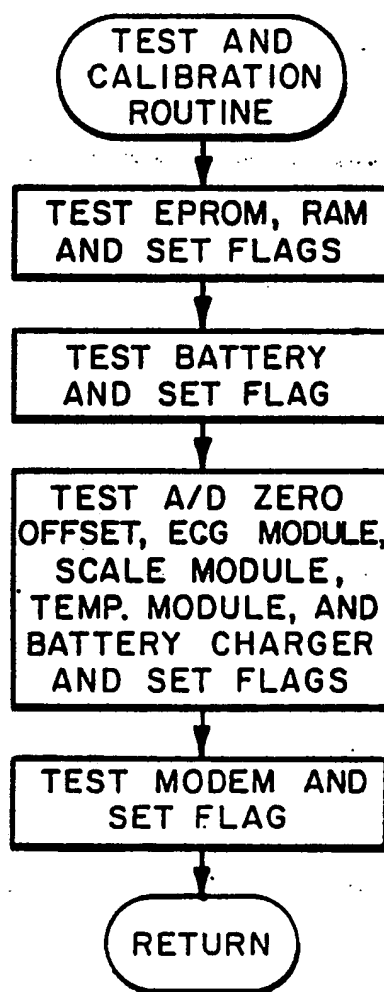 TEST AND
CALIBRATION
ROUTINE
TEST EPROM, RAM
AND SET FLAGS
TEST BATTERY
AND SET FLAG
TEST A/D ZERO
OFFSET, ECG MODULE,
SCALE MODULE,
TEMP. MODULE, AND
BATTERY CHARGER
AND SET FLAGS
TEST MODEM AND
SET FLAG
RETURN